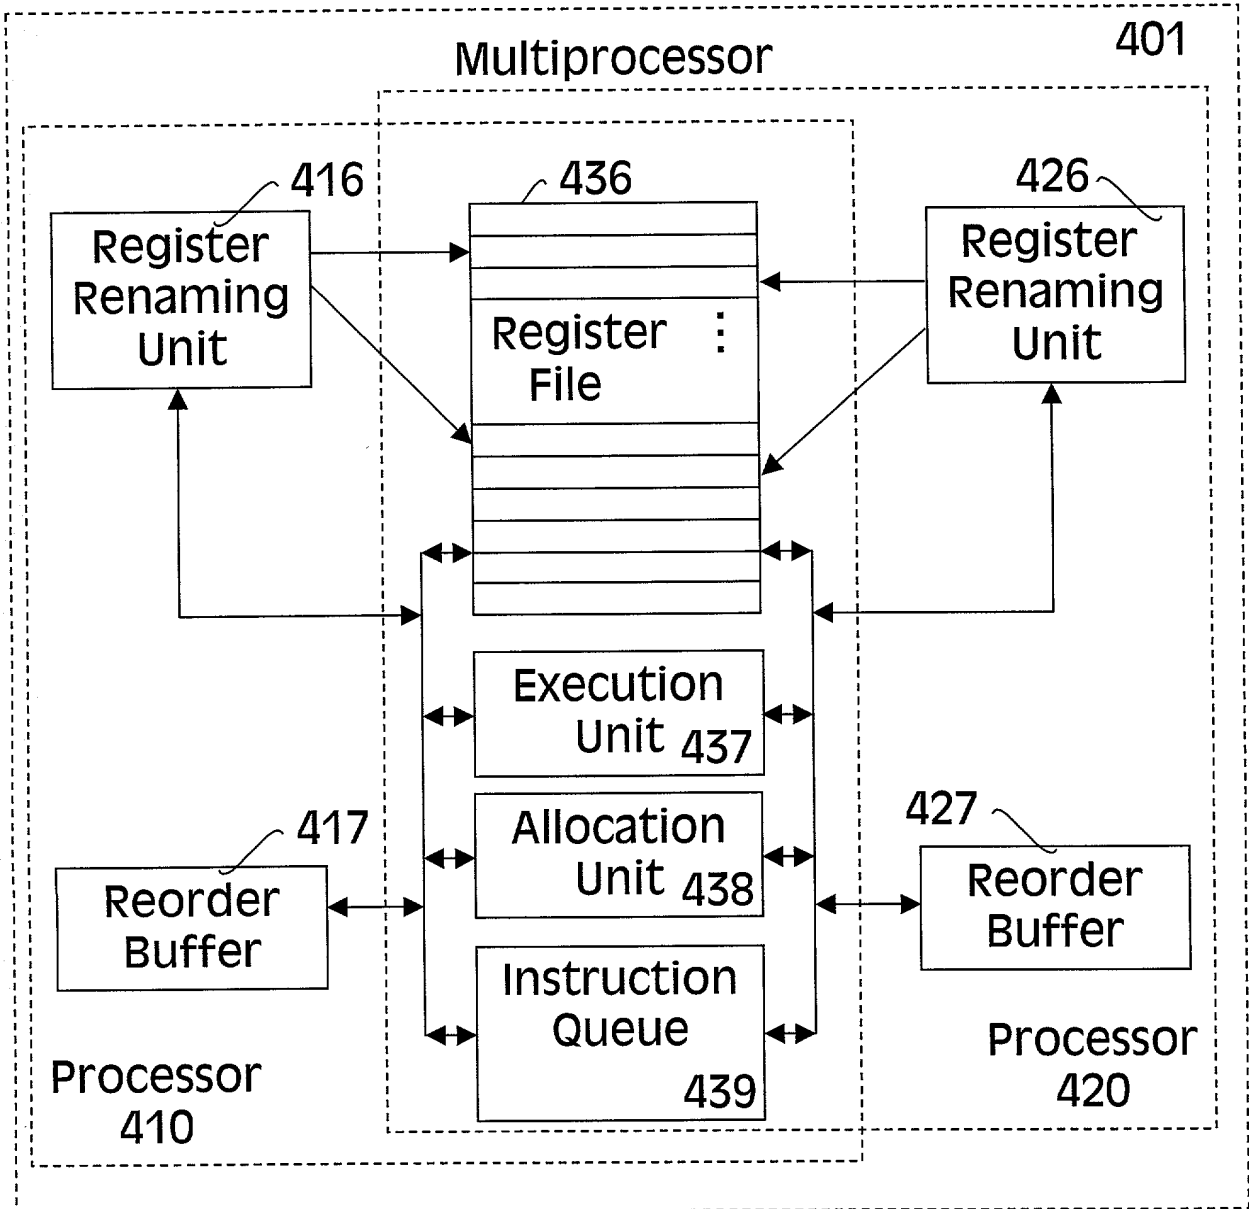 Multiprocessor
401
416
436
426
Register
Renaming
Unit
Register
File
Register
Renaming
Unit
Execution
Unit 437
417
Allocation
Unit 438
427
Reorder
Buffer
Reorder
Buffer
Instruction
Queue
439
Processor
410
Processor
420